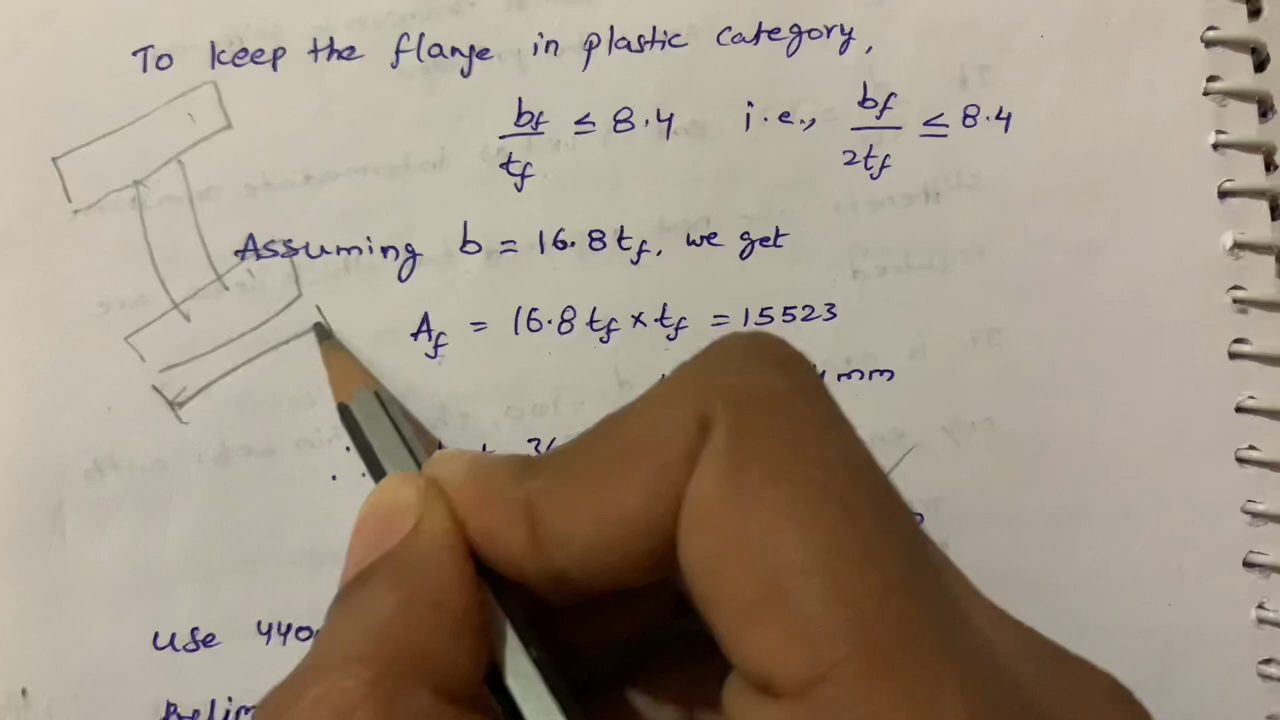 To keep the flange in plastic category,
bf/tf ≤ 8.4 i.e., bf/2tf ≤ 8.4
Assuming b = 16.8 tf, we get
Af = 16.8 tf × tf = 15523
mm
use 440